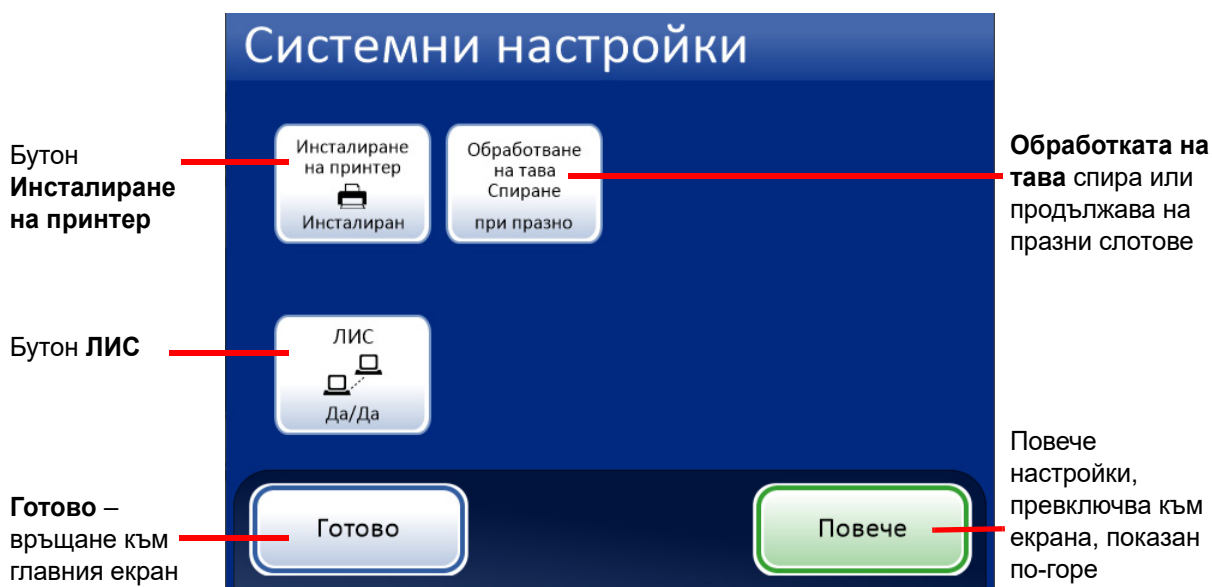 Системни настройки
Бутон
Инсталиране
на принтер
Инсталиране
на принтер
Инсталиран
Обработване
на тава
Спиране
при празно
Обработката на
тава спира или
продължава на
празни слотове
Бутон ЛИС
ЛИС
Да/Да
Готово –
връщане към
главния екран
Готово
Повече
Повече
настройки,
превключва към
екрана, показан
по-горе